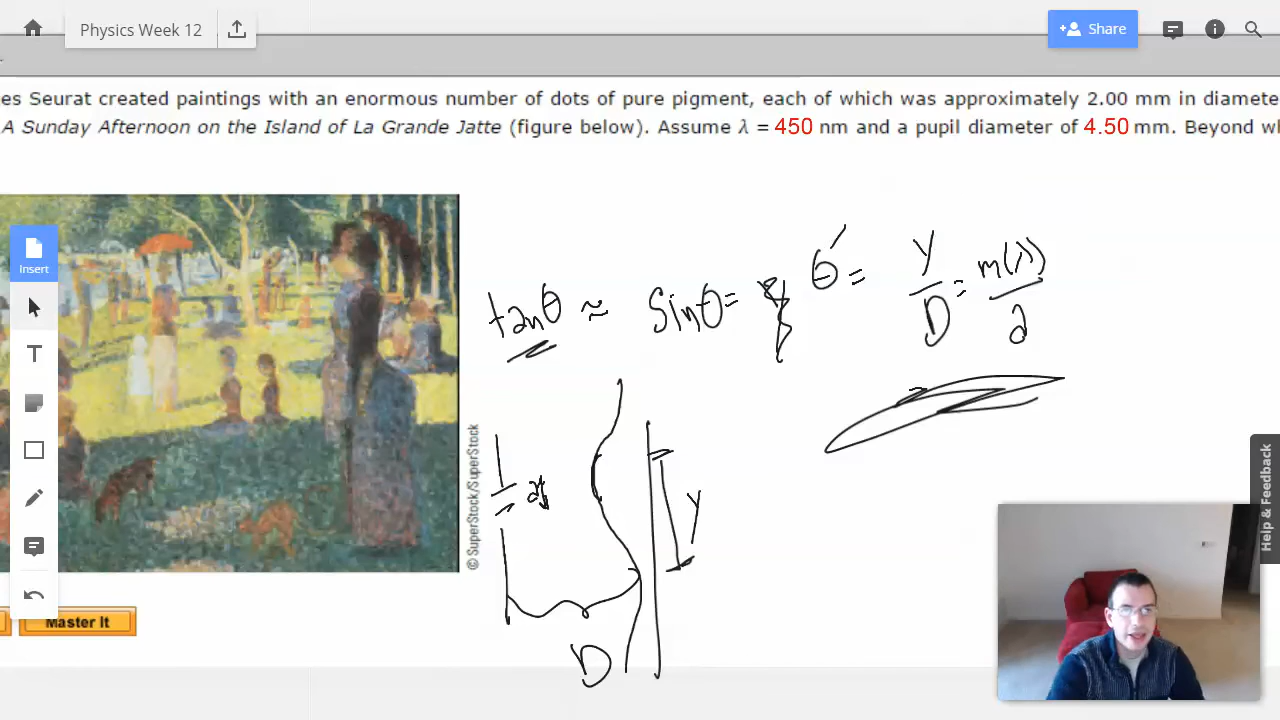 Physics Week 12
Share
es Seurat created paintings with an enormous number of dots of pure pigment, each of which was approximately 2.00 mm in diamete
A Sunday Afternoon on the Island of La Grande Jatte (figure below). Assume λ = 450 nm and a pupil diameter of 4.50 mm. Beyond wh
Insert
T
tanθ ≈ sinθ =
θ = y/D = m(λ)/a
y
D
© SuperStock/SuperStock
Master It
Help & Feedback